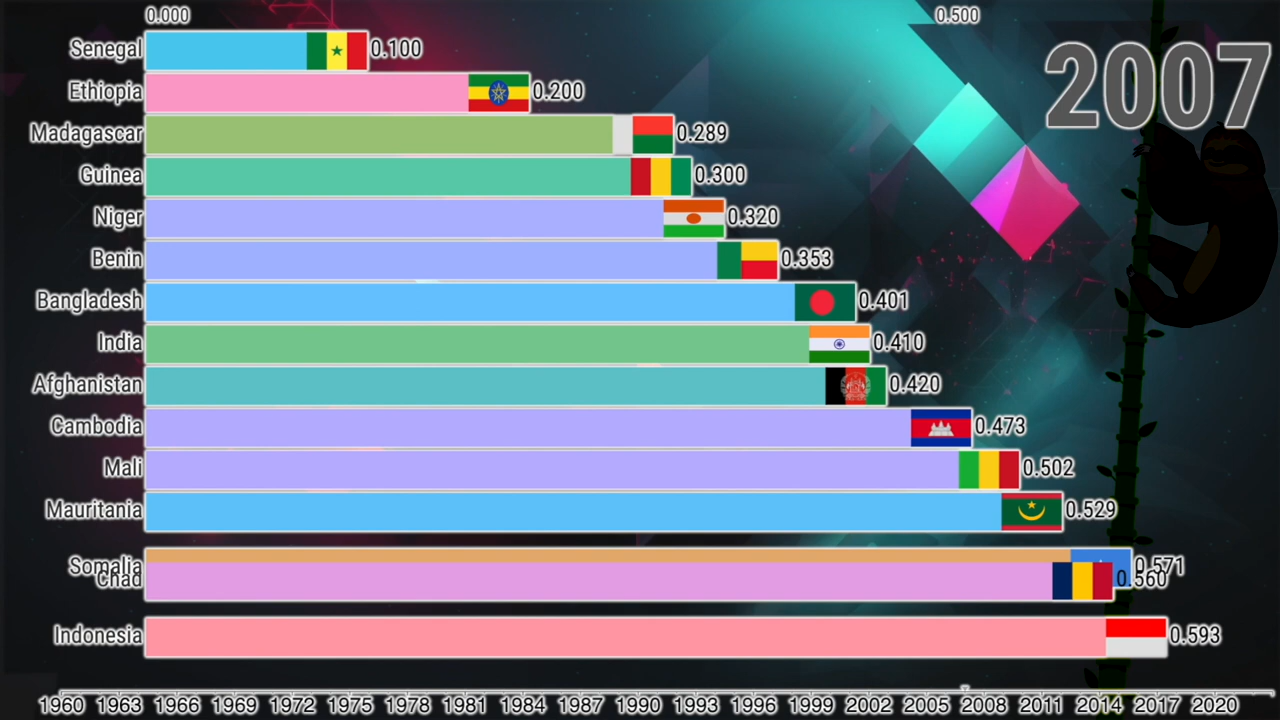 0.000 0.500
2007
Senegal 0.100
Ethiopia 0.200
Madagascar 0.289
Guinea 0.300
Niger 0.320
Benin 0.353
Bangladesh 0.401
India 0.410
Afghanistan 0.420
Cambodia 0.473
Mali 0.502
Mauritania 0.529
Somalia 0.571
Chad 0.560
Indonesia 0.593
1960 1963 1966 1969 1972 1975 1978 1981 1984 1987 1990 1993 1996 1999 2002 2005 2008 2011 2014 2017 2020